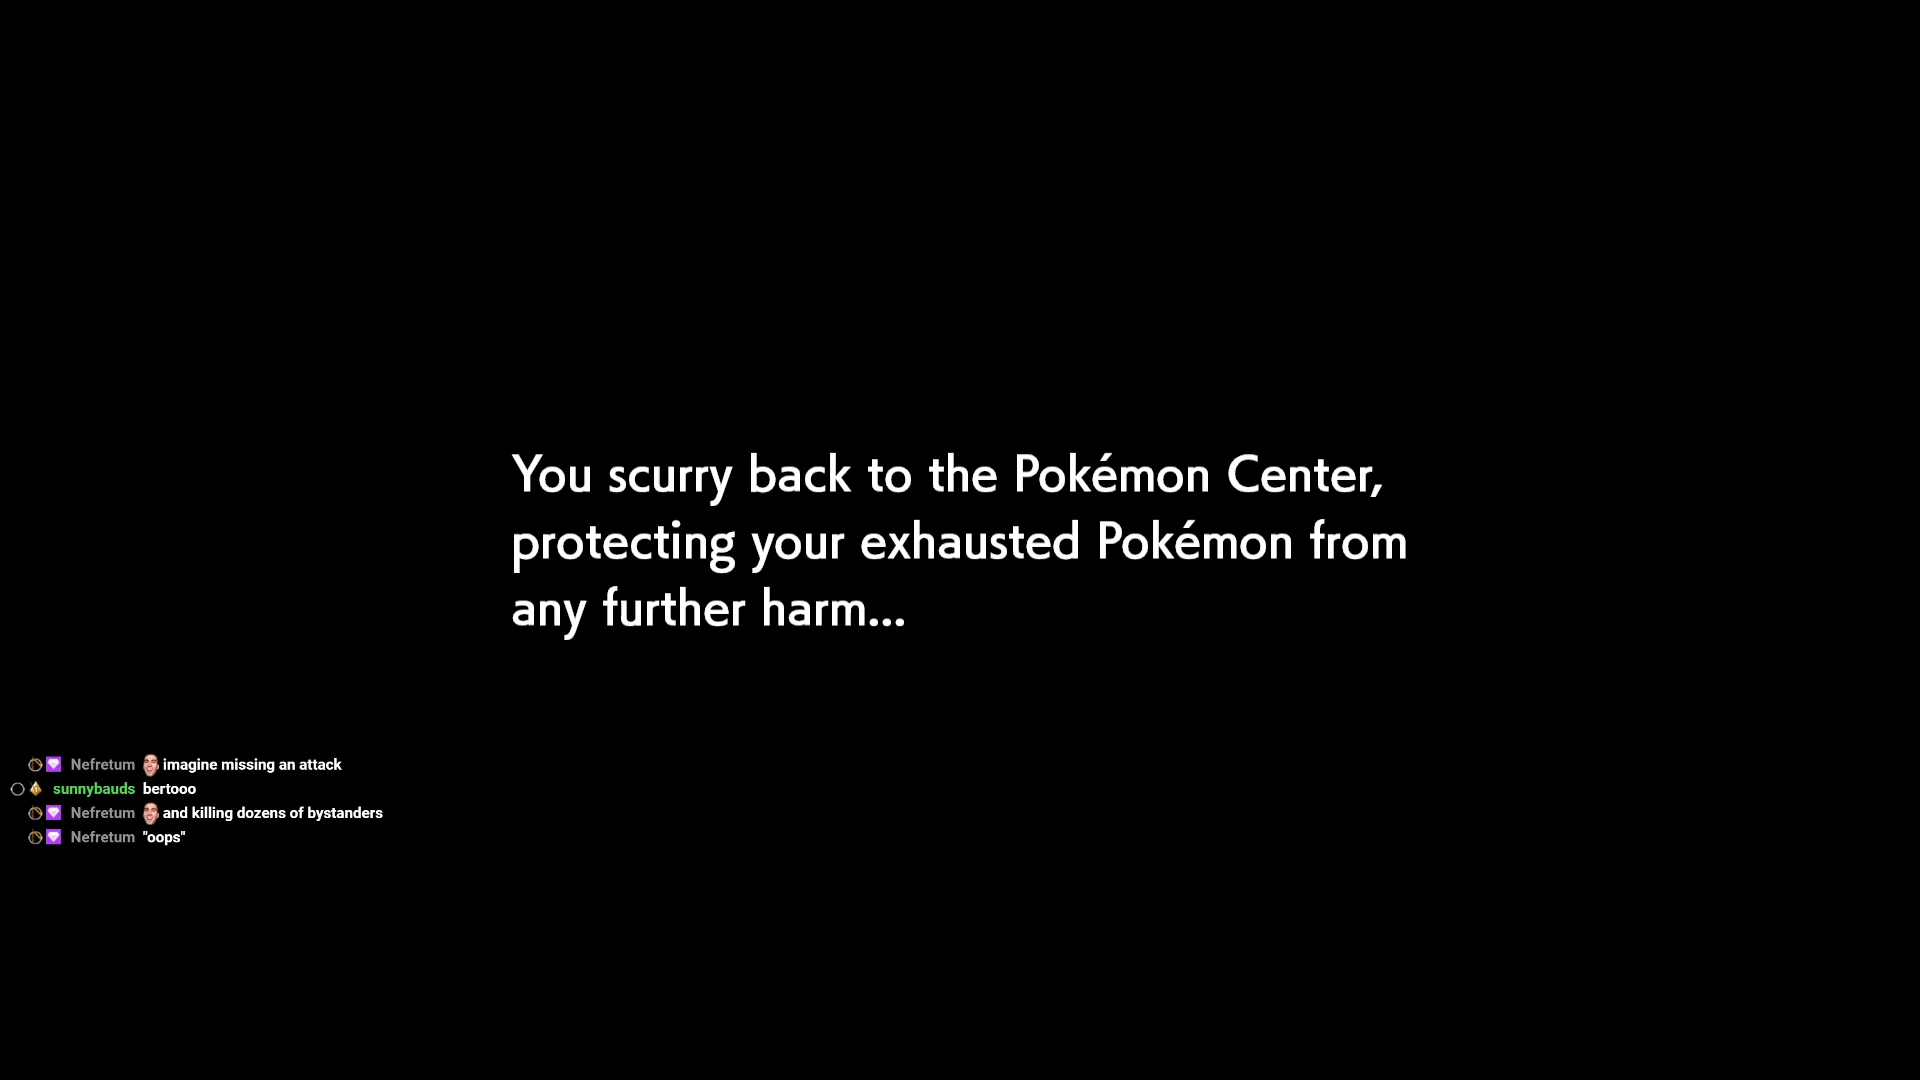 You scurry back to the Pokémon Center,
protecting your exhausted Pokémon from
any further harm...
Nefretum imagine missing an attack
sunnybauds bertooo
Nefretum and killing dozens of bystanders
Nefretum "oops"